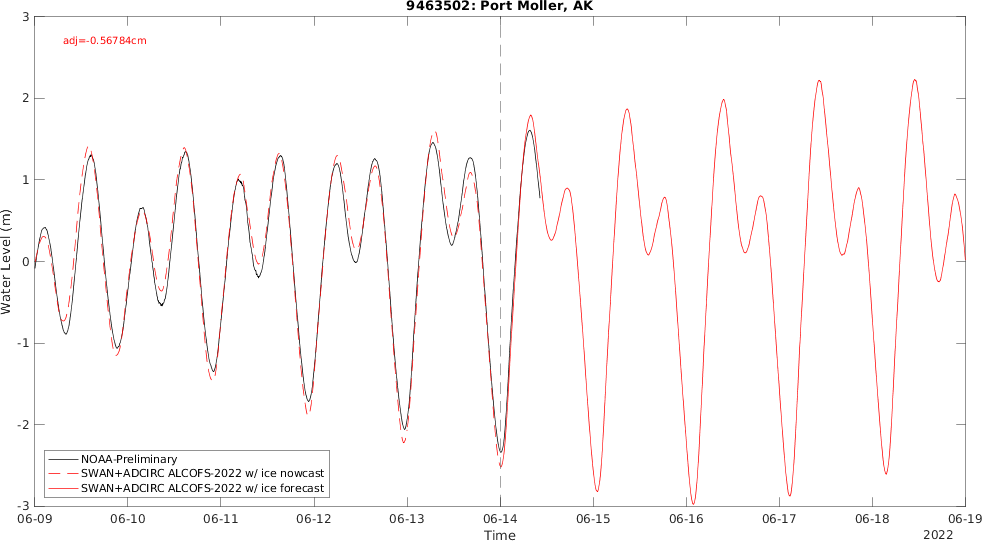 9463502: Port Moller, AK
adj=-0.56784cm
3
2
1
0
-1
-2
-3
Water Level (m)
NOAA-Preliminary
SWAN+ADCIRC ALCOFS-2022 w/ ice nowcast
SWAN+ADCIRC ALCOFS-2022 w/ ice forecast
06-09 06-10 06-11 06-12 06-13 06-14 06-15 06-16 06-17 06-18 06-19
Time
2022